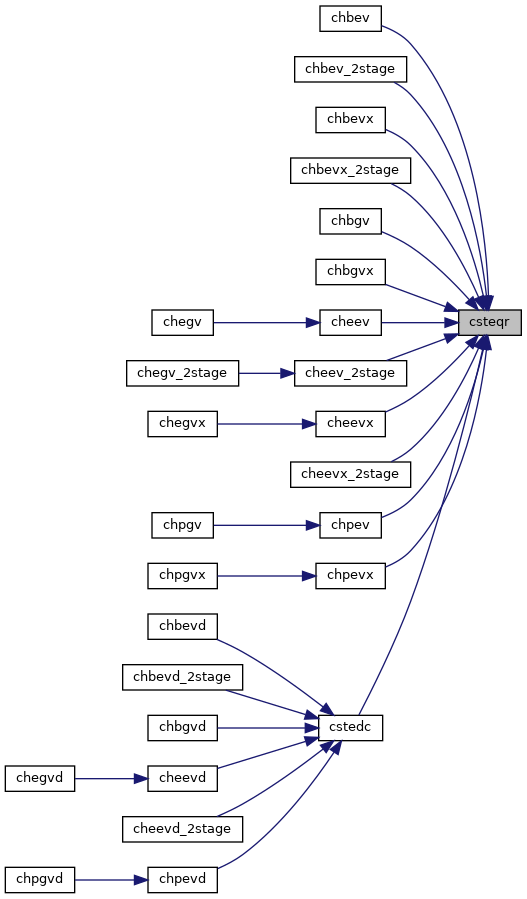 chbev
chbev_2stage
chbevx
chbevx_2stage
chbgv
chbgvx
chegv
cheev
csteqr
chegv_2stage
cheev_2stage
chegvx
cheevx
cheevx_2stage
chpgv
chpev
chpgvx
chpevx
chbevd
chbevd_2stage
chbgvd
cstedc
chegvd
cheevd
cheevd_2stage
chpgvd
chpevd